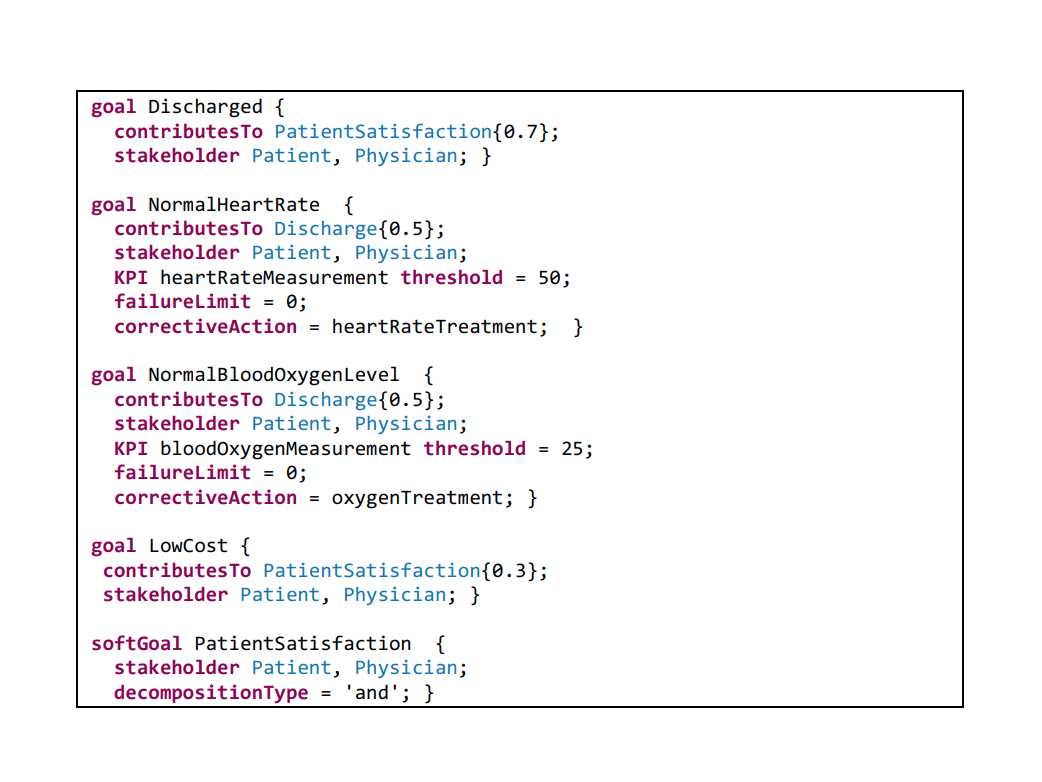 goal Discharged {
contributesTo PatientSatisfaction{0.7};
stakeholder Patient, Physician; }
goal NormalHeartRate {
contributesTo Discharge{0.5};
stakeholder Patient, Physician;
KPI heartRateMeasurement threshold = 50;
failureLimit = 0;
correctiveAction = heartRateTreatment; }
goal NormalBloodOxygenLevel {
contributesTo Discharge{0.5};
stakeholder Patient, Physician;
KPI bloodOxygenMeasurement threshold = 25;
failureLimit = 0;
correctiveAction = oxygenTreatment; }
goal LowCost {
contributesTo PatientSatisfaction{0.3};
stakeholder Patient, Physician; }
softGoal PatientSatisfaction {
stakeholder Patient, Physician;
decompositionType = 'and'; }